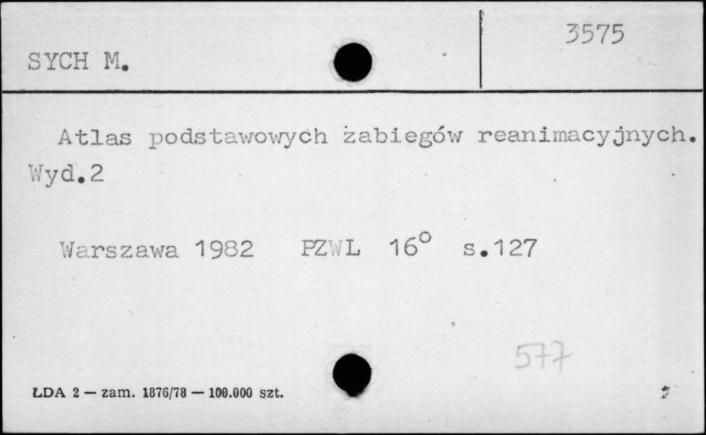 3575
SYCH M.
Atlas podstawowych zabiegów reanimacyjnych.
Wyd.2
Warszawa 1982 PZWL 16° s.127
577
ŁDA 2 — zam. 1876/78 — 100.000 szt.